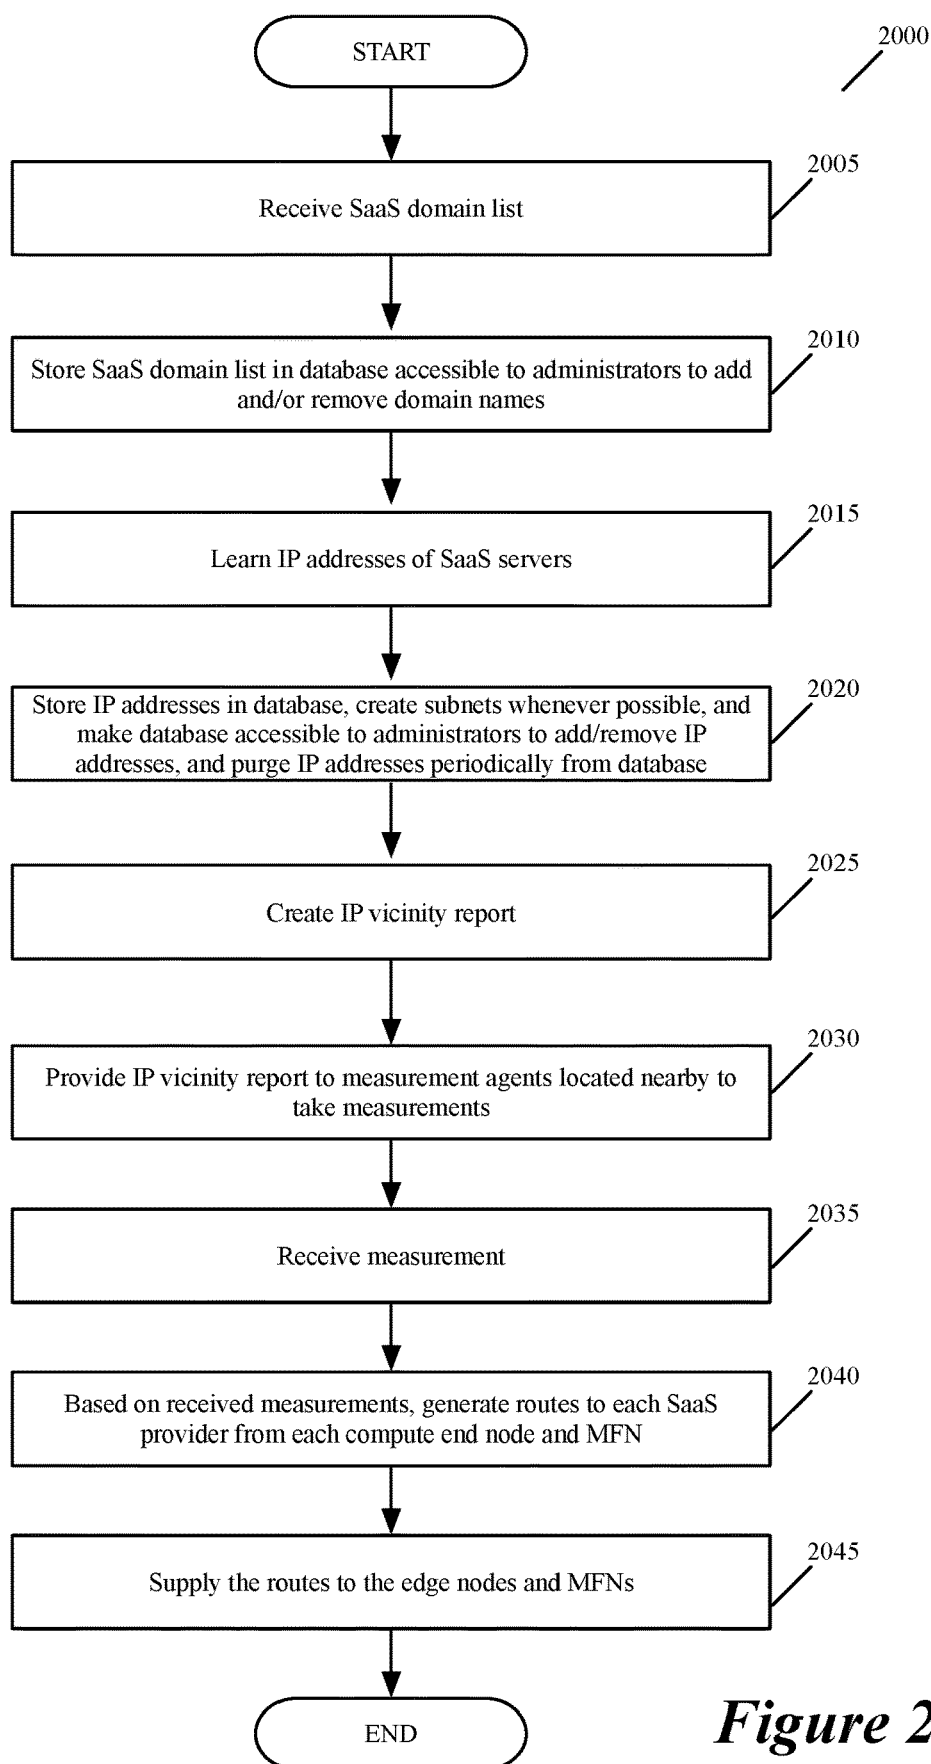 START
2000
2005
Receive SaaS domain list
2010
Store SaaS domain list in database accessible to administrators to add
and/or remove domain names
2015
Learn IP addresses of SaaS servers
2020
Store IP addresses in database, create subnets whenever possible, and
make database accessible to administrators to add/remove IP
addresses, and purge IP addresses periodically from database
2025
Create IP vicinity report
2030
Provide IP vicinity report to measurement agents located nearby to
take measurements
2035
Receive measurement
2040
Based on received measurements, generate routes to each SaaS
provider from each compute end node and MFN
2045
Supply the routes to the edge nodes and MFNs
END
Figure 2